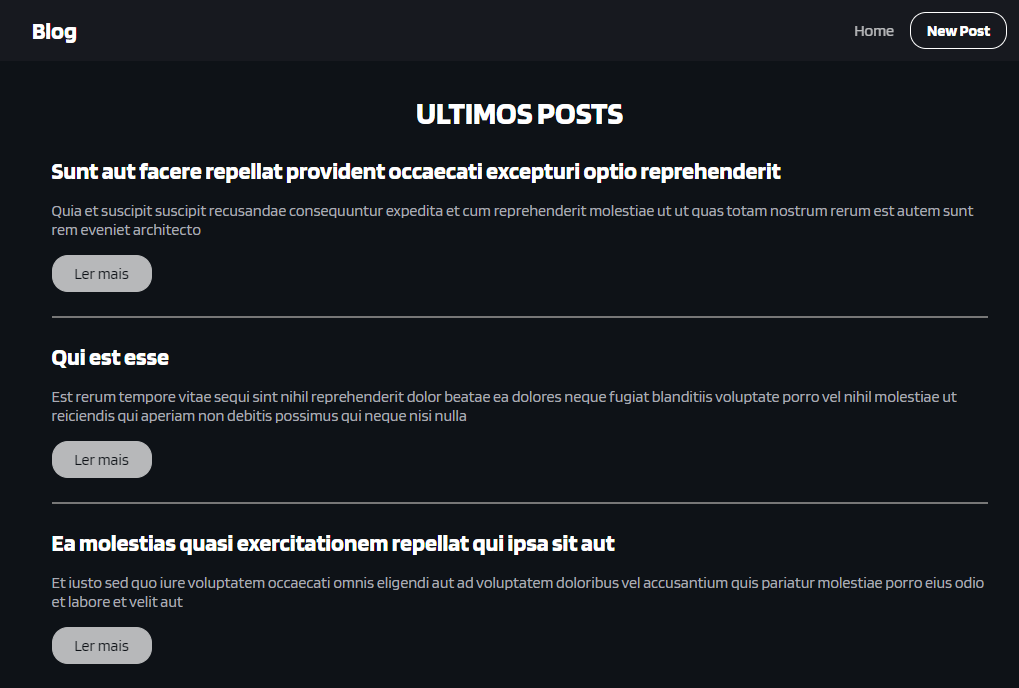 Blog
Home
New Post
ULTIMOS POSTS
Sunt aut facere repellat provident occaecati excepturi optio reprehenderit
Quia et suscipit suscipit recusandae consequuntur expedita et cum reprehenderit molestiae ut ut quas totam nostrum rerum est autem sunt
rem eveniet architecto
Ler mais
Qui est esse
Est rerum tempore vitae sequi sint nihil reprehenderit dolor beatae ea dolores neque fugiat blanditiis voluptate porro vel nihil molestiae ut
reiciendis qui aperiam non debitis possimus qui neque nisi nulla
Ler mais
Ea molestias quasi exercitationem repellat qui ipsa sit aut
Et iusto sed quo iure voluptatem occaecati omnis eligendi aut ad voluptatem doloribus vel accusantium quis pariatur molestiae porro eius odio
et labore et velit aut
Ler mais